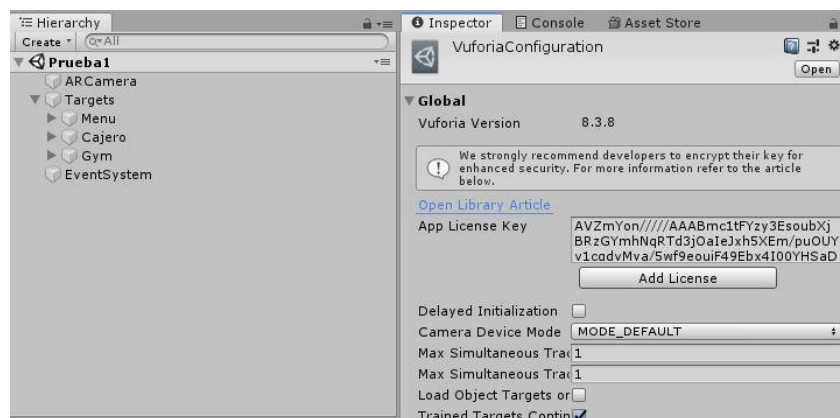 Hierarchy
Create
All
Prueba1
ARCamera
Targets
Menu
Cajero
Gym
EventSystem
Inspector
Console
Asset Store
VuforiaConfiguration
Open
Global
Vuforia Version 8.3.8
We strongly recommend developers to encrypt their key for
enhanced security. For more information refer to the article
below.
Open Library Article
App License Key
AVZmYon/////AAABmc1tFYzy3EsoubXj
BRzGYmhNqRTd3jOaIeJxh5XEm/puOUY
v1cqdvMva/5wf9eouiF49Ebx4I00YHSaD
Add License
Delayed Initialization
Camera Device Mode MODE_DEFAULT
Max Simultaneous Tra 1
Max Simultaneous Tra 1
Load Object Targets or
Trained Targets Contin